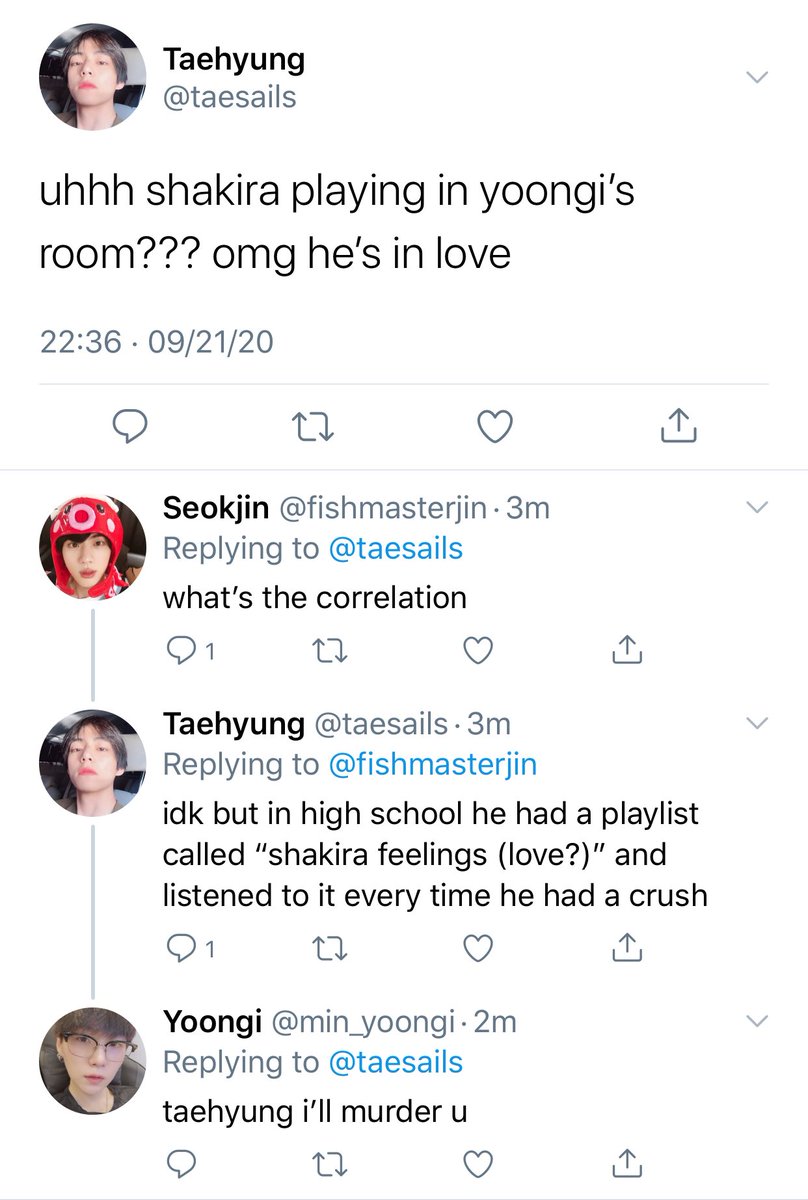 Taehyung
@taesails
uhhh shakira playing in yoongi’s
room??? omg he’s in love
22:36 · 09/21/20
Seokjin @fishmasterjin · 3m
Replying to @taesails
what’s the correlation
1
Taehyung @taesails · 3m
Replying to @fishmasterjin
idk but in high school he had a playlist
called “shakira feelings (love?)” and
listened to it every time he had a crush
1
Yoongi @min_yoongi · 2m
Replying to @taesails
taehyung i’ll murder u